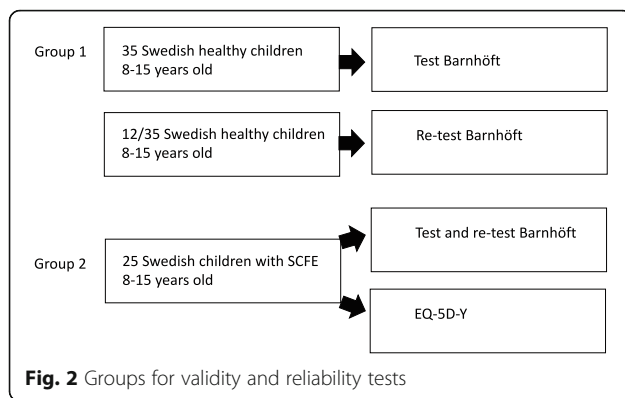 Group 1
35 Swedish healthy children
8-15 years old
Test Barnhöft
12/35 Swedish healthy children
8-15 years old
Re-test Barnhöft
Group 2
25 Swedish children with SCFE
8-15 years old
Test and re-test Barnhöft
EQ-5D-Y
Fig. 2 Groups for validity and reliability tests